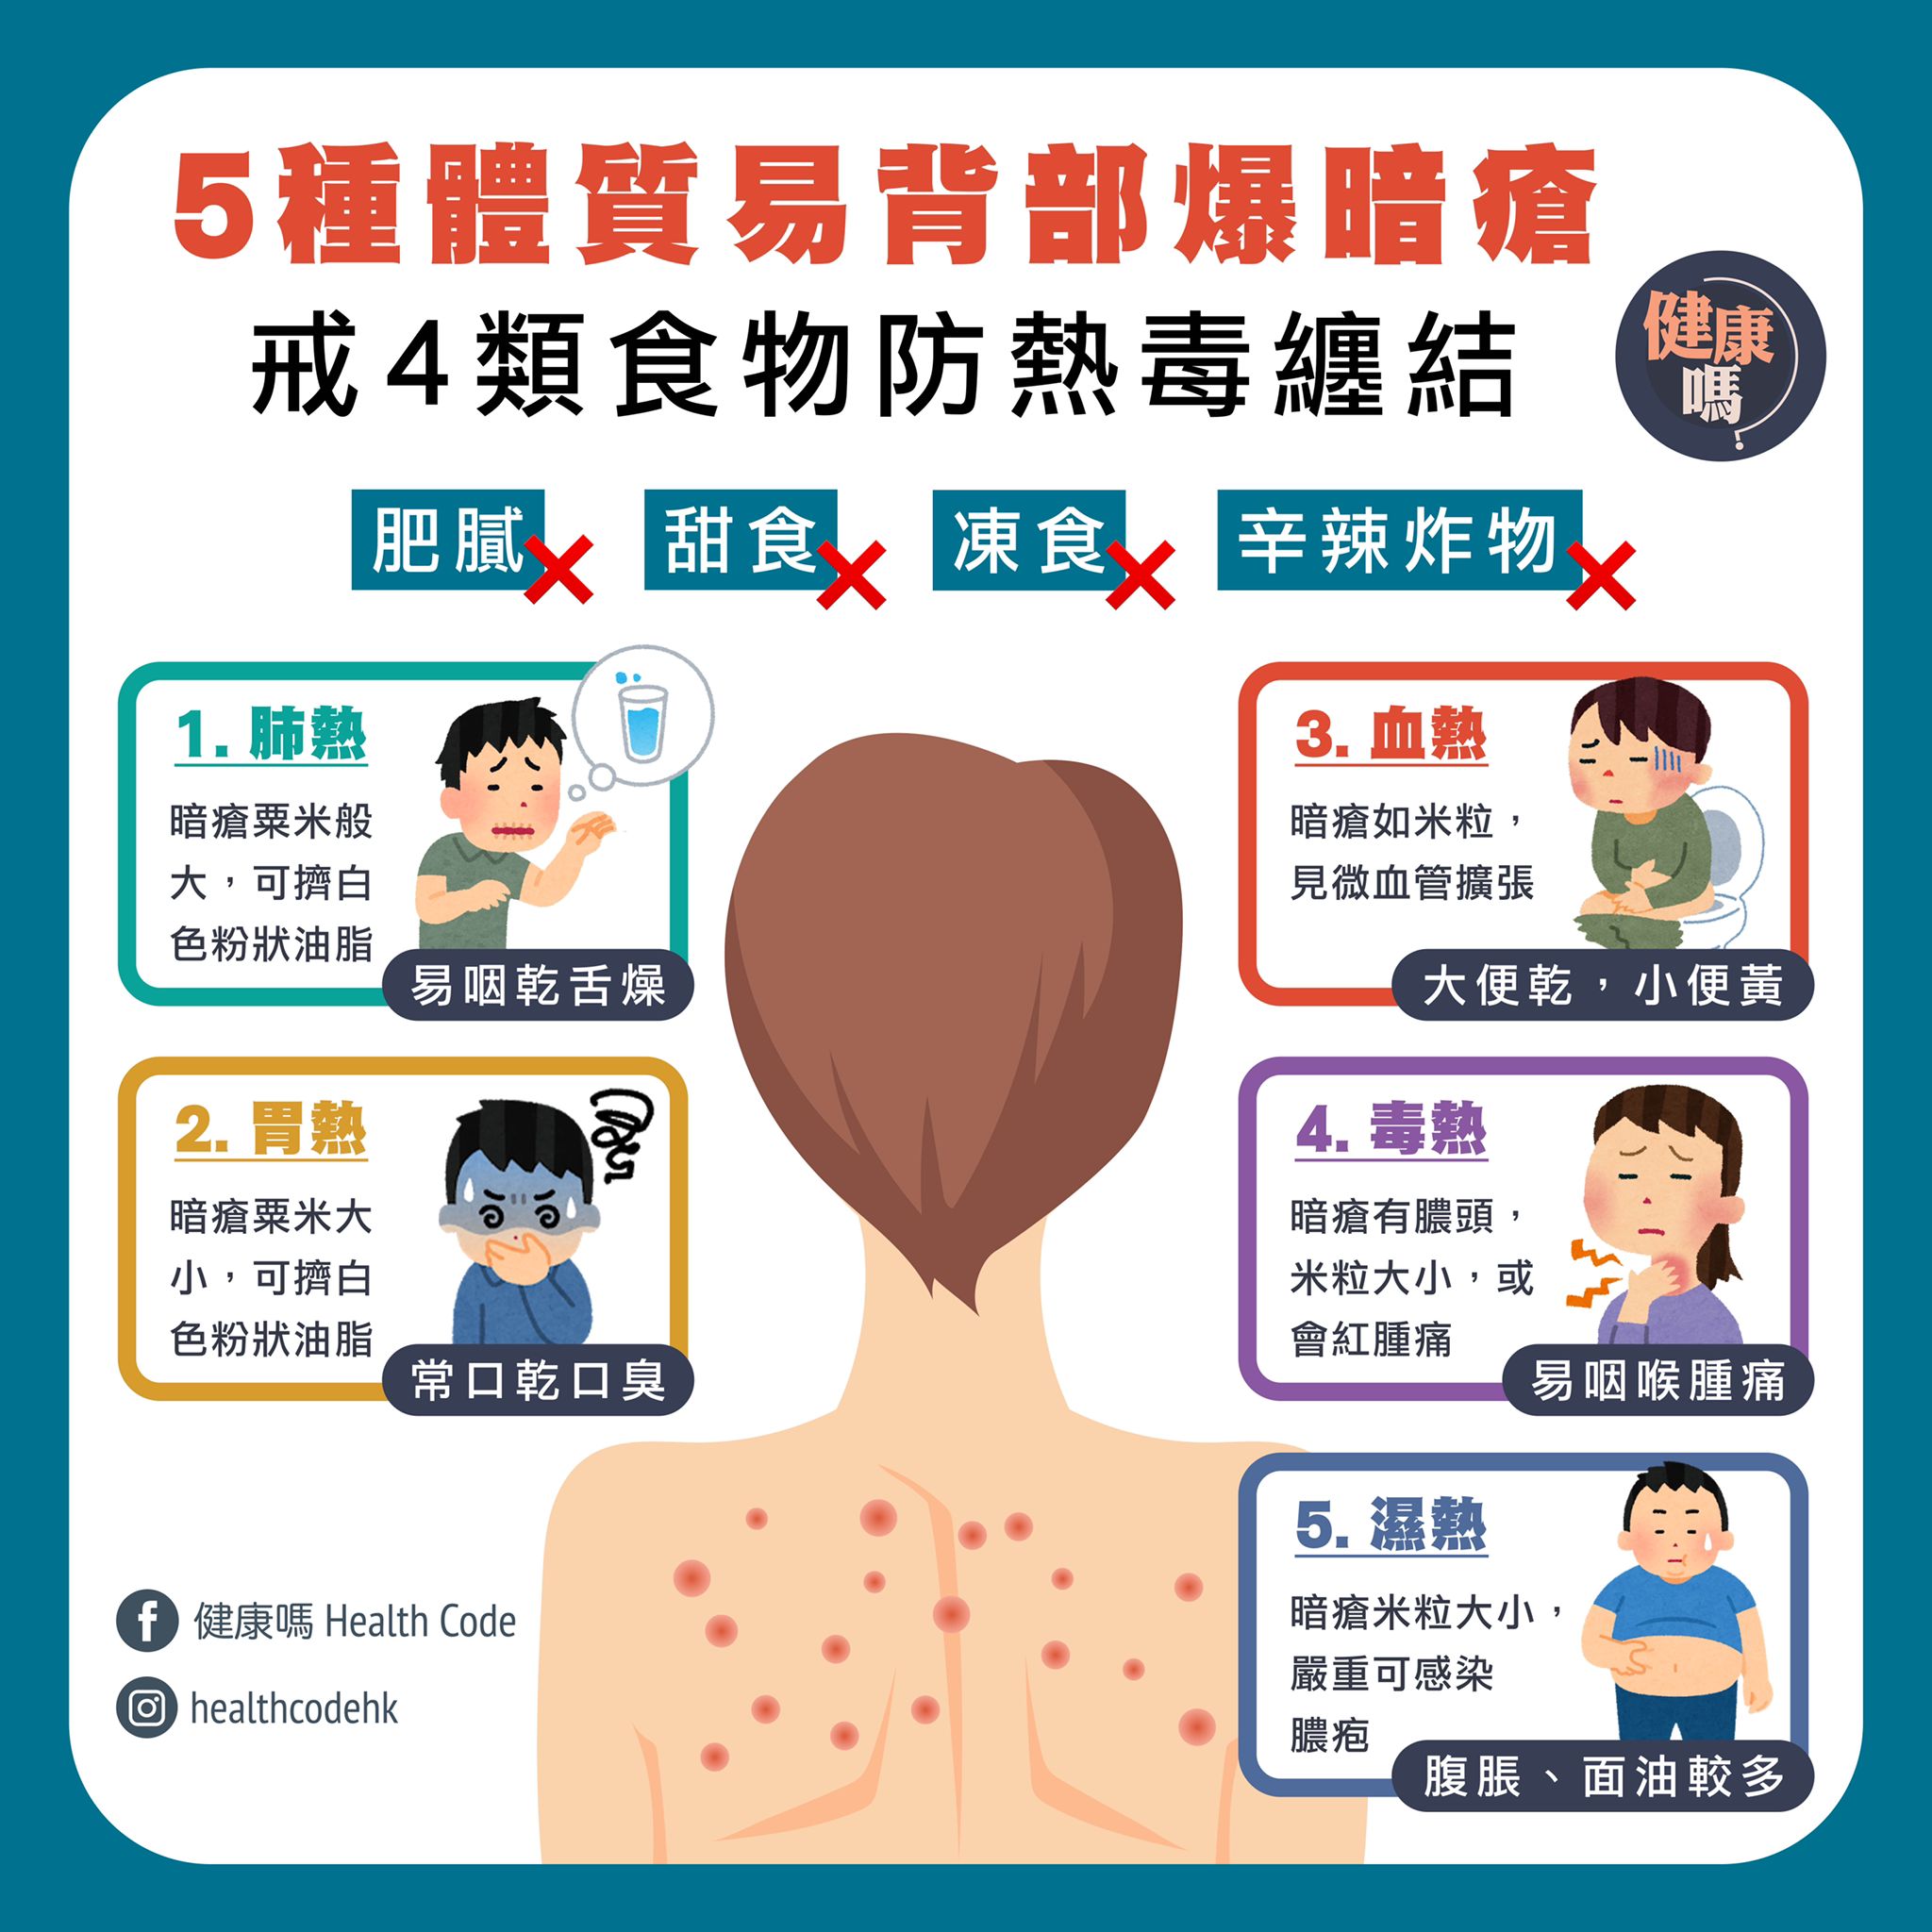 5種體質易背部爆暗瘡
戒4類食物防熱毒纏結
健康
嗎?
肥膩
甜食
凍食
辛辣炸物
1. 肺熱
暗瘡粟米般
大，可擠白
色粉狀油脂
易咽乾舌燥
2. 胃熱
暗瘡粟米大
小，可擠白
色粉狀油脂
常口乾口臭
3. 血熱
暗瘡如米粒，
見微血管擴張
大便乾，小便黃
4. 毒熱
暗瘡有膿頭，
米粒大小，或
會紅腫痛
易咽喉腫痛
5. 濕熱
暗瘡米粒大小，
嚴重可感染
膿疱
腹脹、面油較多
健康嗎 Health Code
healthcodehk